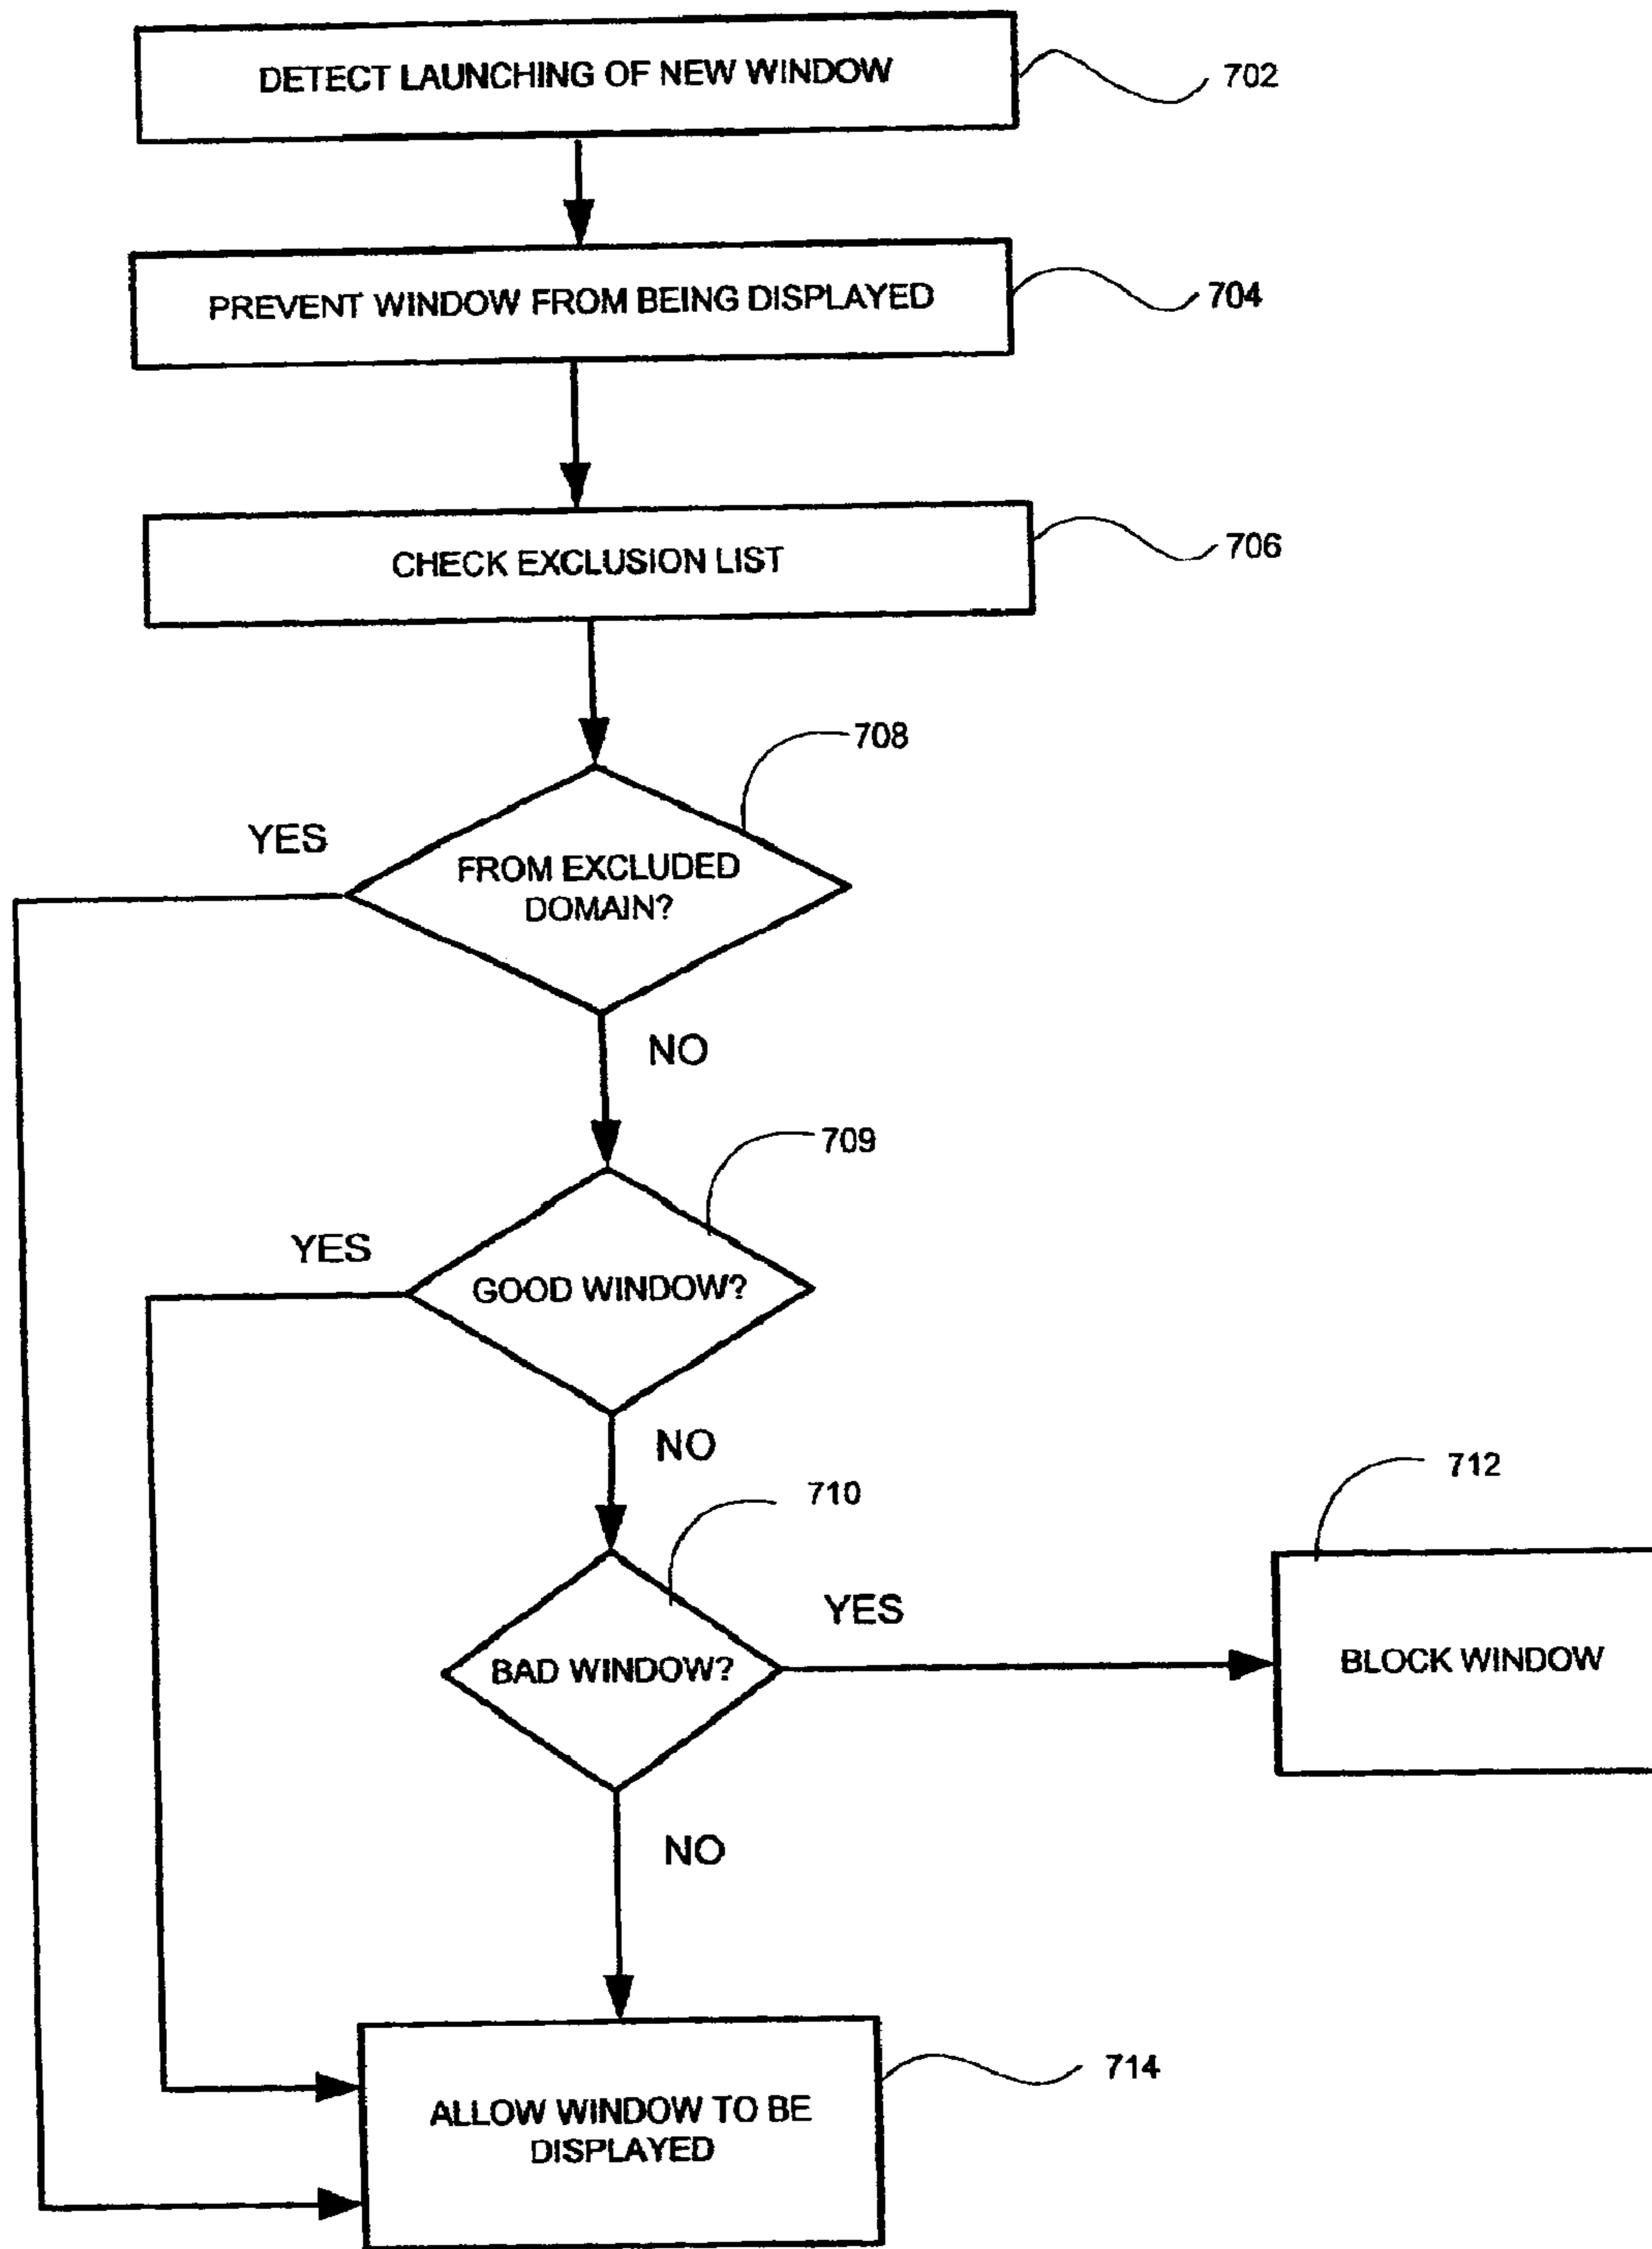 DETECT LAUNCHING OF NEW WINDOW
702
PREVENT WINDOW FROM BEING DISPLAYED
704
CHECK EXCLUSION LIST
706
708
YES
FROM EXCLUDED
DOMAIN?
NO
709
YES
GOOD WINDOW?
NO
710
712
YES
BAD WINDOW?
BLOCK WINDOW
NO
714
ALLOW WINDOW TO BE
DISPLAYED